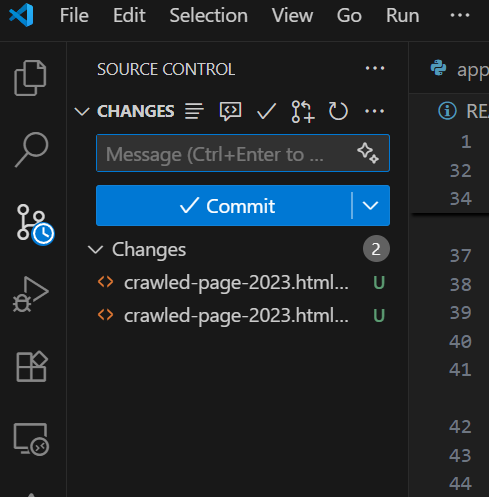 File Edit Selection View Go Run ...
SOURCE CONTROL ...
app
CHANGES ...
REA
1
Message (Ctrl+Enter to ...
32
Commit
34
Changes 2
37
crawled-page-2023.html... U
38
crawled-page-2023.html... U
39
40
41
42
43
44